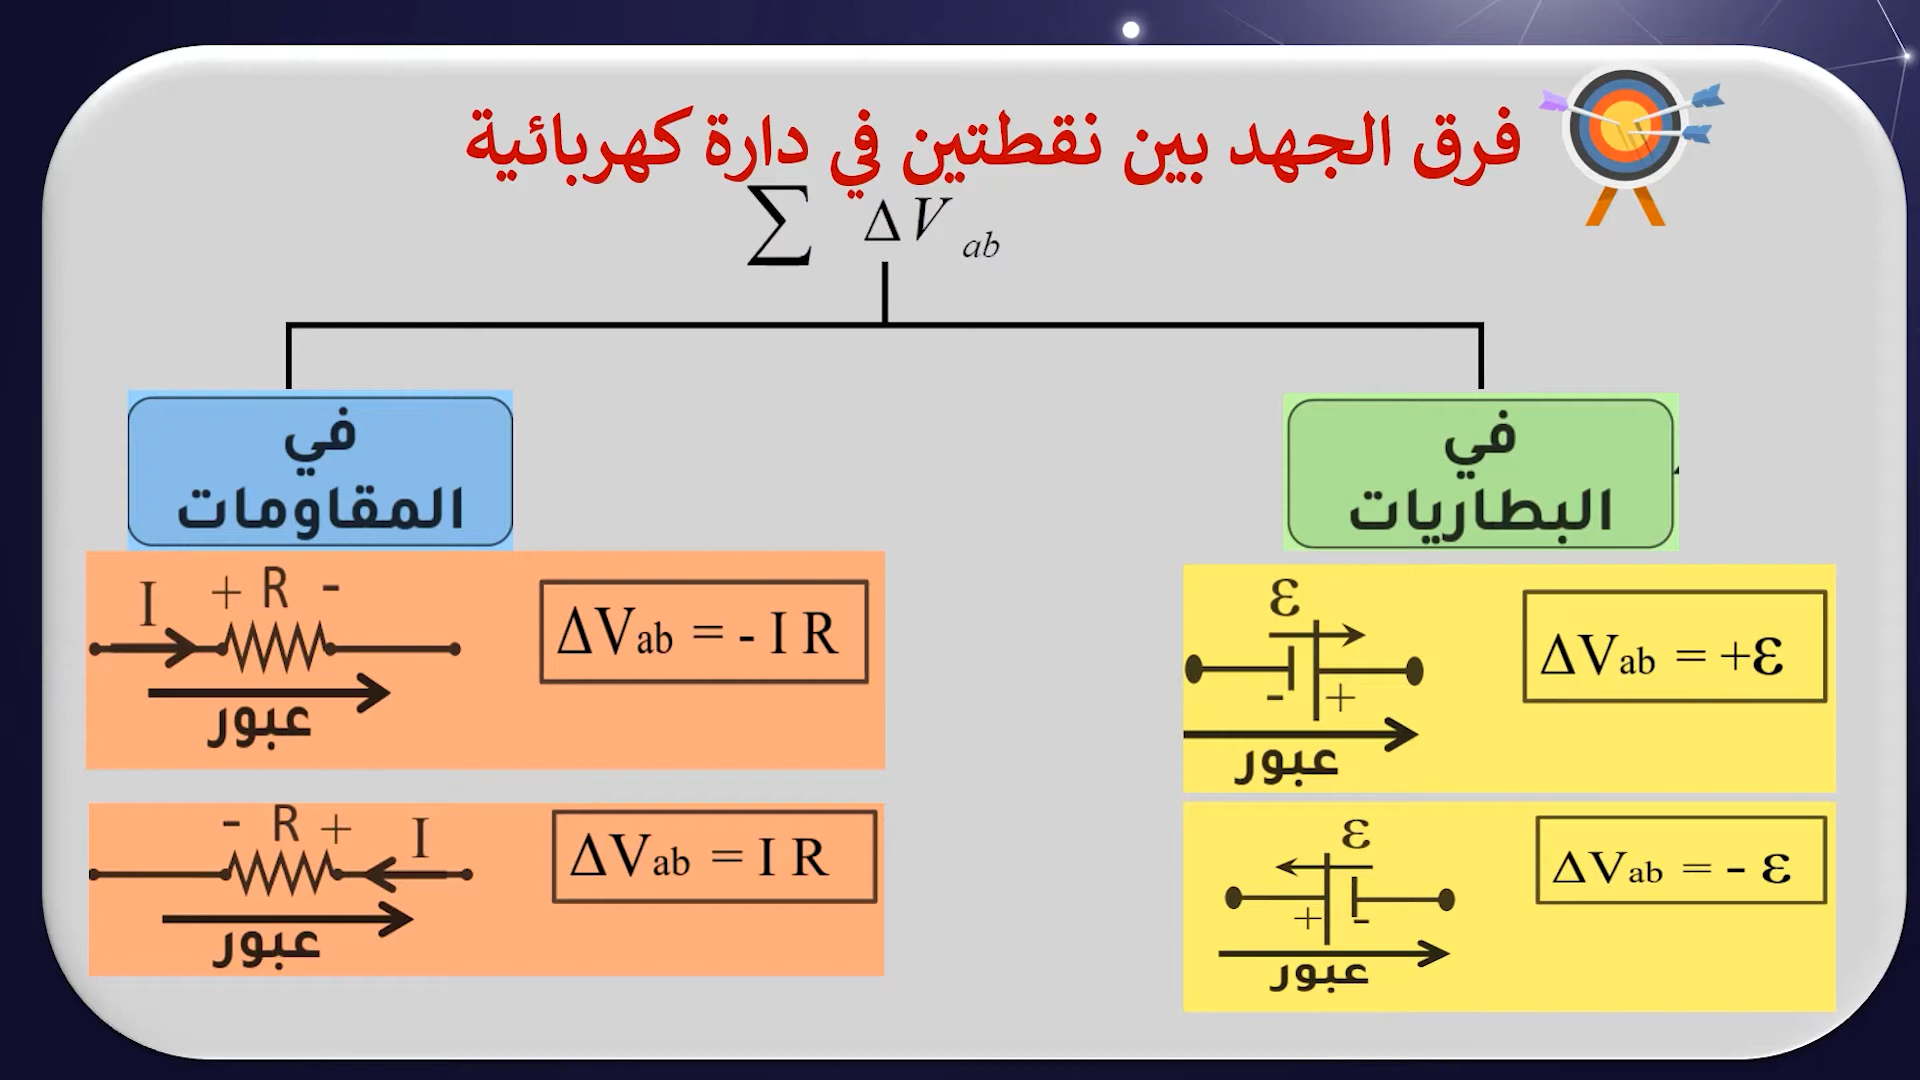 فرق الجهد بين نقطتين في دارة كهربائية
∑ ΔV ab
في
البطاريات
ε
- +
عبور
ΔVab = +ε
ε
+ -
عبور
ΔVab = - ε
في
المقاومات
I + R -
عبور
ΔVab = - I R
- R + I
عبور
ΔVab = I R